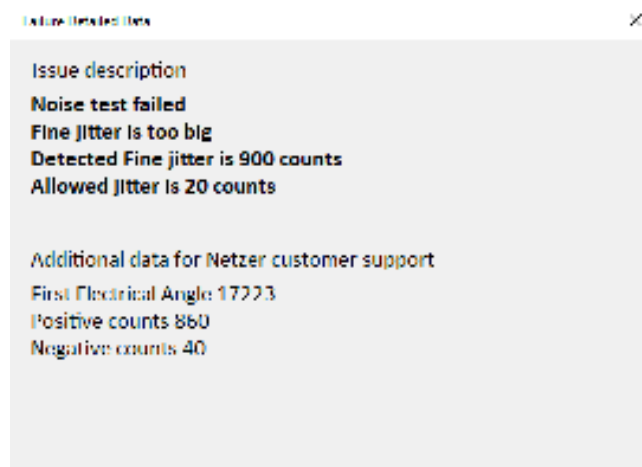 Failure Detailed Data
Issue description
Noise test failed
Fine Jitter is too big
Detected Fine jitter is 900 counts
Allowed Jitter is 20 counts
Additional data for Netzer customer support
First Electrical Angle 17223
Positive counts 860
Negative counts 40